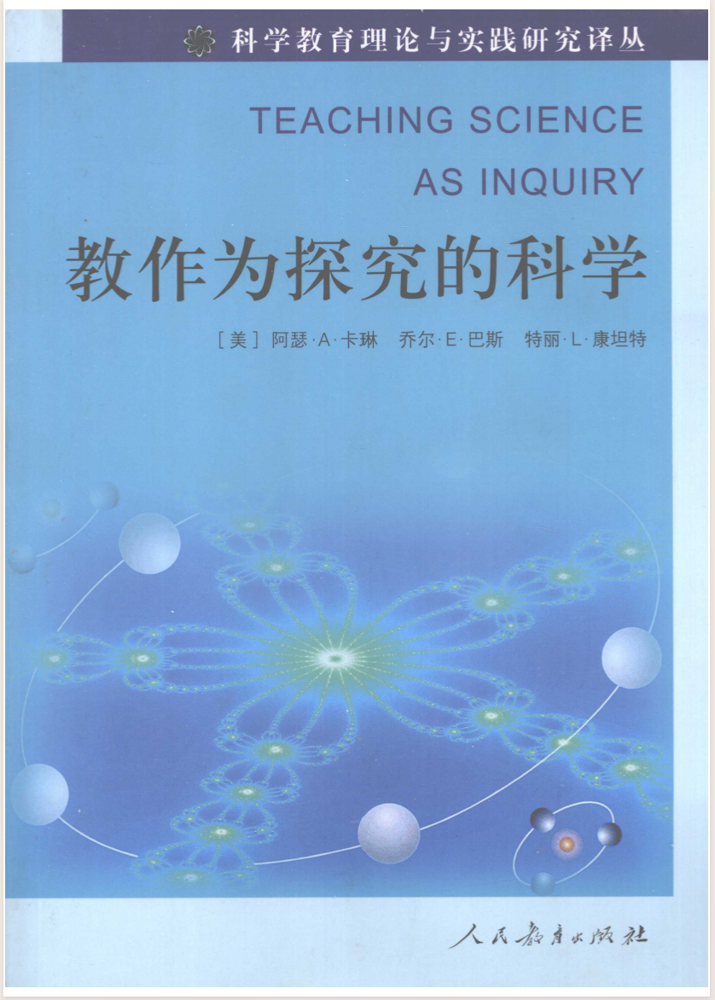 科学教育理论与实践研究译丛
TEACHING SCIENCE
AS INQUIRY
教作为探究的科学
［美］阿瑟·A·卡琳 乔尔·E·巴斯 特丽·L·康坦特
人民教育出版社